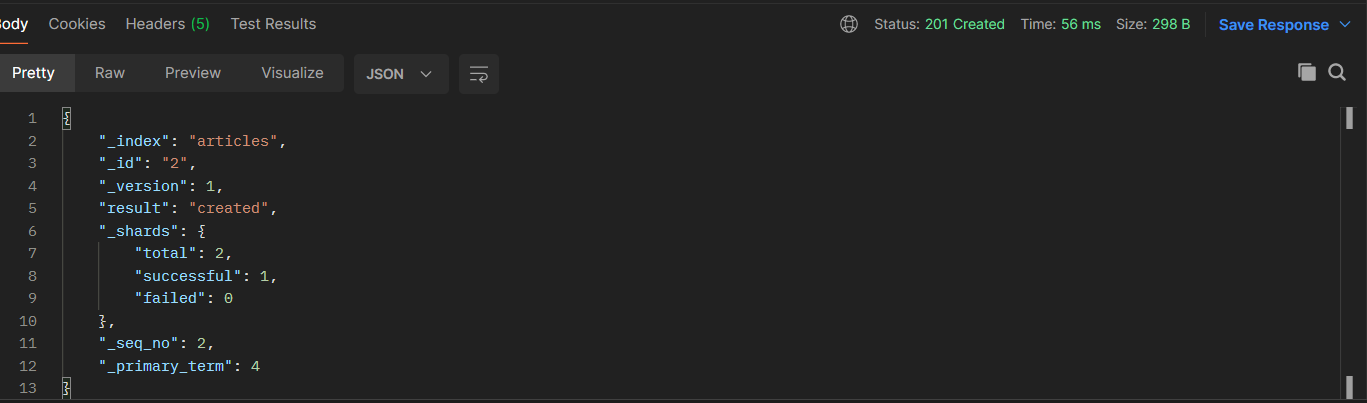 Body Cookies Headers (5) Test Results Status: 201 Created Time: 56 ms Size: 298 B Save Response
Pretty Raw Preview Visualize JSON
1 {
2 "_index": "articles",
3 "_id": "2",
4 "_version": 1,
5 "result": "created",
6 "_shards": {
7 "total": 2,
8 "successful": 1,
9 "failed": 0
10 },
11 "_seq_no": 2,
12 "_primary_term": 4
13 }